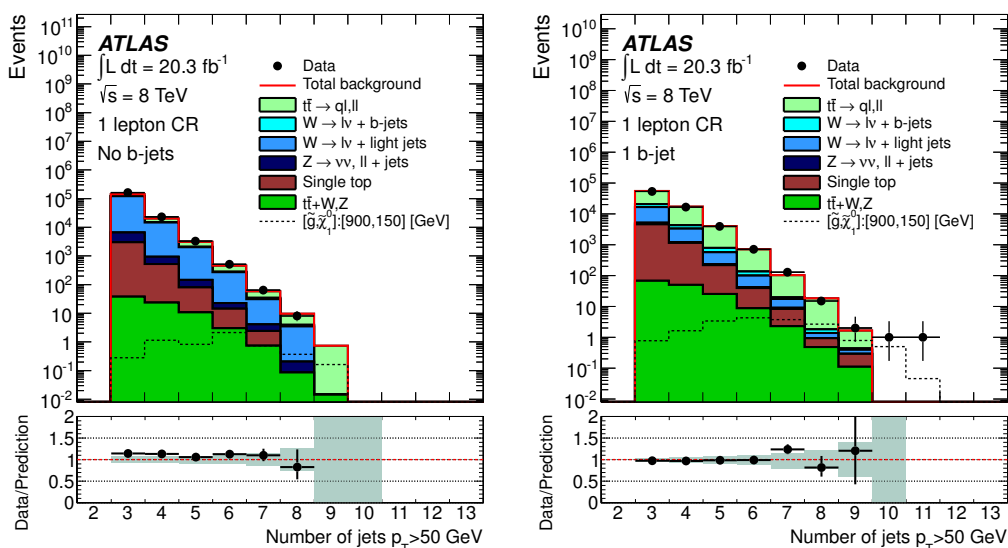 Events
10^11
10^10
10^9
10^8
10^7
10^6
10^5
10^4
10^3
10^2
10
1
10^-1
10^-2
ATLAS
∫L dt = 20.3 fb^-1
√s = 8 TeV
1 lepton CR
No b-jets
Data
Total background
tt̄ → ql,ll
W → lν + b-jets
W → lν + light jets
Z → νν, ll + jets
Single top
tt̄+W,Z
[g̃,χ̃₁⁰]:[900,150] [GeV]
Data/Prediction
2
1.5
1
0.5
0
2 3 4 5 6 7 8 9 10 11 12 13
Number of jets p_T>50 GeV
Events
10^11
10^10
10^9
10^8
10^7
10^6
10^5
10^4
10^3
10^2
10
1
10^-1
10^-2
ATLAS
∫L dt = 20.3 fb^-1
√s = 8 TeV
1 lepton CR
1 b-jet
Data
Total background
tt̄ → ql,ll
W → lν + b-jets
W → lν + light jets
Z → νν, ll + jets
Single top
tt̄+W,Z
[g̃,χ̃₁⁰]:[900,150] [GeV]
Data/Prediction
2
1.5
1
0.5
0
2 3 4 5 6 7 8 9 10 11 12 13
Number of jets p_T>50 GeV